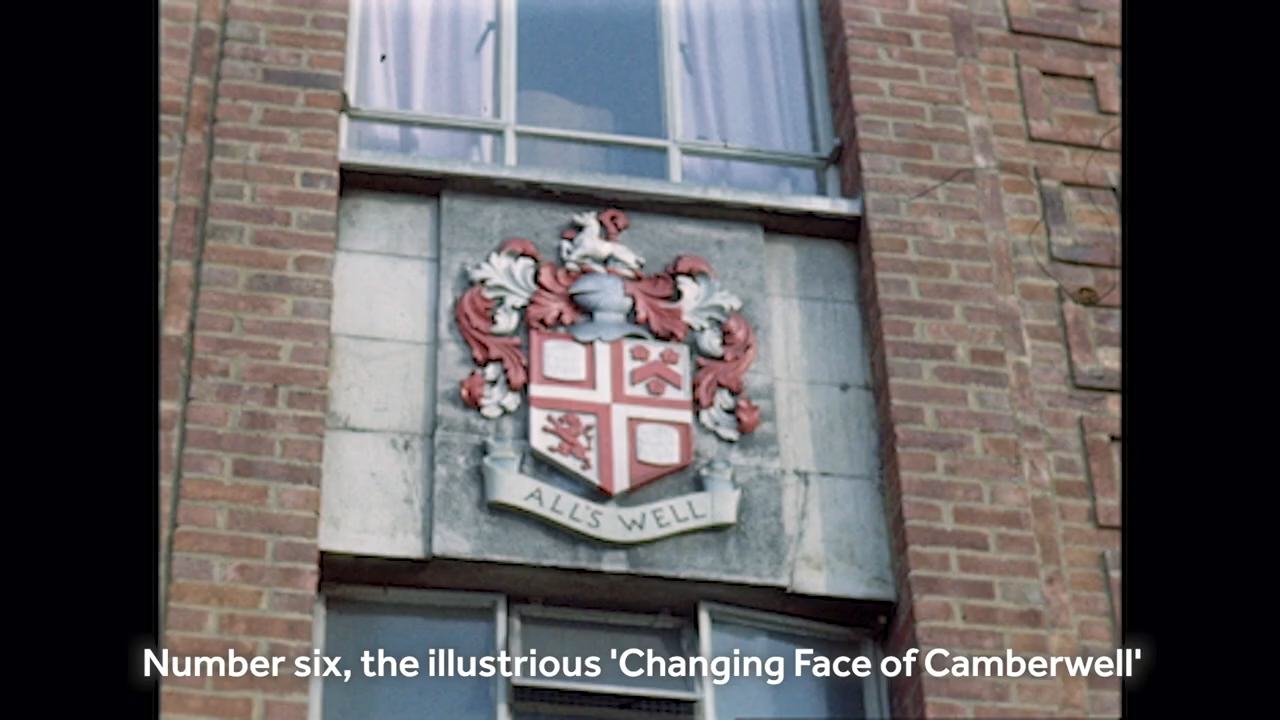 ALL'S WELL
Number six, the illustrious 'Changing Face of Camberwell'